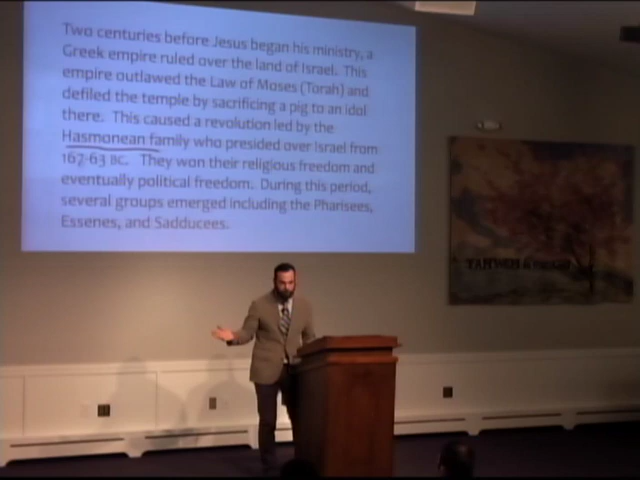 Two centuries before Jesus began his ministry, a
Greek empire ruled over the land of Israel. This
empire outlawed the Law of Moses (Torah) and
defiled the temple by sacrificing a pig to an idol
there. This caused a revolution led by the
Hasmonean family who presided over Israel from
167-63 BC. They won their religious freedom and
eventually political freedom. During this period,
several groups emerged including the Pharisees,
Essenes, and Sadducees.
YAHWEH is